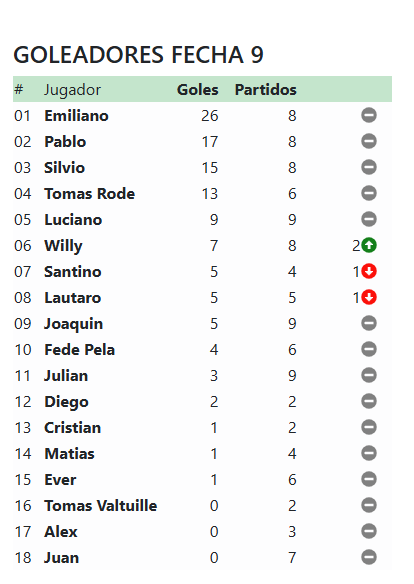 GOLEADORES FECHA 9
# Jugador Goles Partidos
01 Emiliano 26 8
02 Pablo 17 8
03 Silvio 15 8
04 Tomas Rode 13 6
05 Luciano 9 9
06 Willy 7 8 2
07 Santino 5 4 1
08 Lautaro 5 5 1
09 Joaquin 5 9
10 Fede Pela 4 6
11 Julian 3 9
12 Diego 2 2
13 Cristian 1 2
14 Matias 1 4
15 Ever 1 6
16 Tomas Valtuille 0 2
17 Alex 0 3
18 Juan 0 7